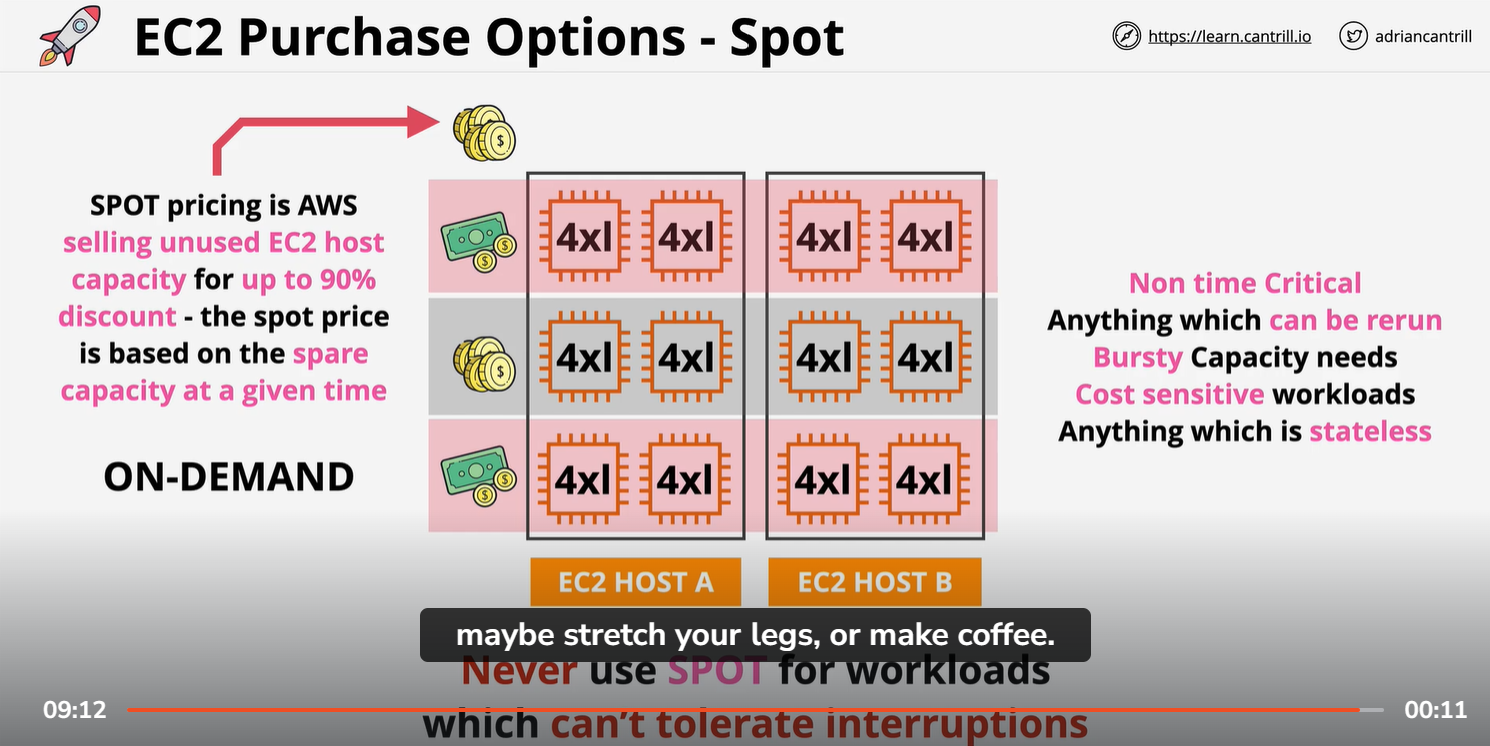 EC2 Purchase Options - Spot
https://learn.cantrill.io
adriancantrill
SPOT pricing is AWS
selling unused EC2 host
capacity for up to 90%
discount - the spot price
is based on the spare
capacity at a given time
ON-DEMAND
4xl 4xl 4xl 4xl
4xl 4xl 4xl 4xl
4xl 4xl 4xl 4xl
EC2 HOST A
EC2 HOST B
Non time Critical
Anything which can be rerun
Bursty Capacity needs
Cost sensitive workloads
Anything which is stateless
maybe stretch your legs, or make coffee.
Never use SPOT for workloads
which can't tolerate interruptions
09:12
00:11